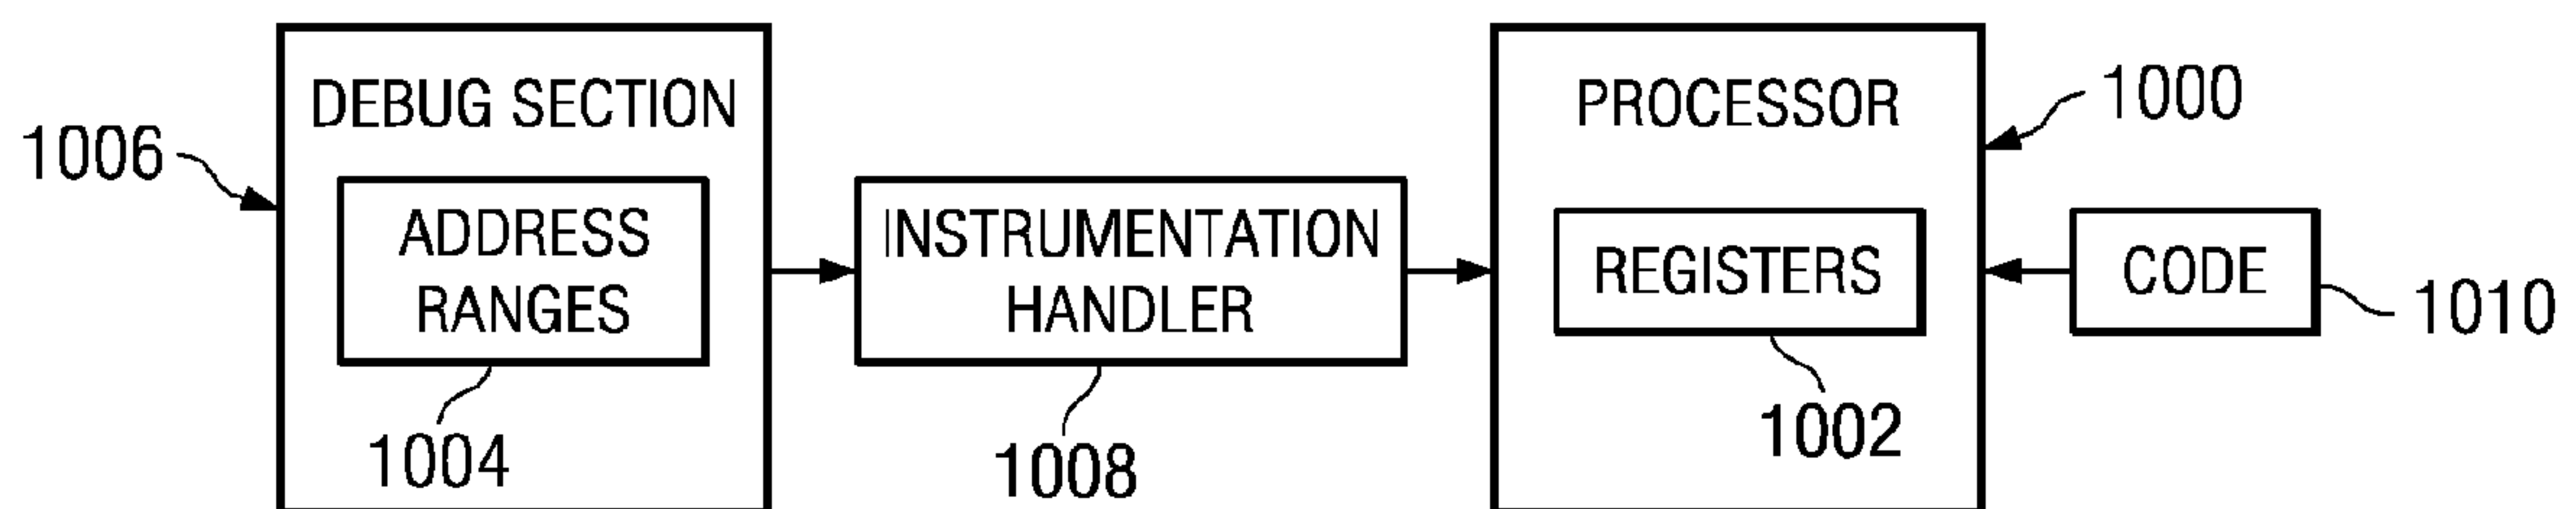 DEBUG SECTION
PROCESSOR
1000
1006
ADDRESS
RANGES
INSTRUMENTATION
HANDLER
REGISTERS
CODE
1010
1004
1008
1002